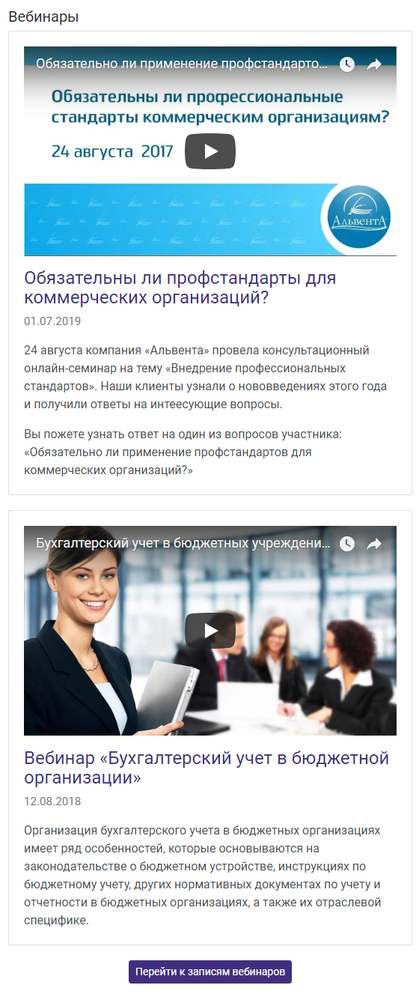 Вебинары
Обязательно ли применение профстандарто...
Обязательны ли профессиональные
стандарты коммерческим организациям?
24 августа 2017
АльвентА
Обязательны ли профстандарты для
коммерческих организаций?
01.07.2019
24 августа компания «Альвента» провела консультационный
онлайн-семинар на тему «Внедрение профессиональных
стандартов». Наши клиенты узнали о нововведениях этого года
и получили ответы на интеесующие вопросы.
Вы пожете узнать ответ на один из вопросов участника:
«Обязательно ли применение профстандартов для
коммерческих организаций?»
Бухгалтерский учет в бюджетных учреждени...
Вебинар «Бухгалтерский учет в бюджетной
организации»
12.08.2018
Организация бухгалтерского учета в бюджетных организациях
имеет ряд особенностей, которые основываются на
законодательстве о бюджетном устройстве, инструкциях по
бюджетному учету, других нормативных документах по учету и
отчетности в бюджетных организациях, а также их отраслевой
специфике.
Перейти к записям вебинаров